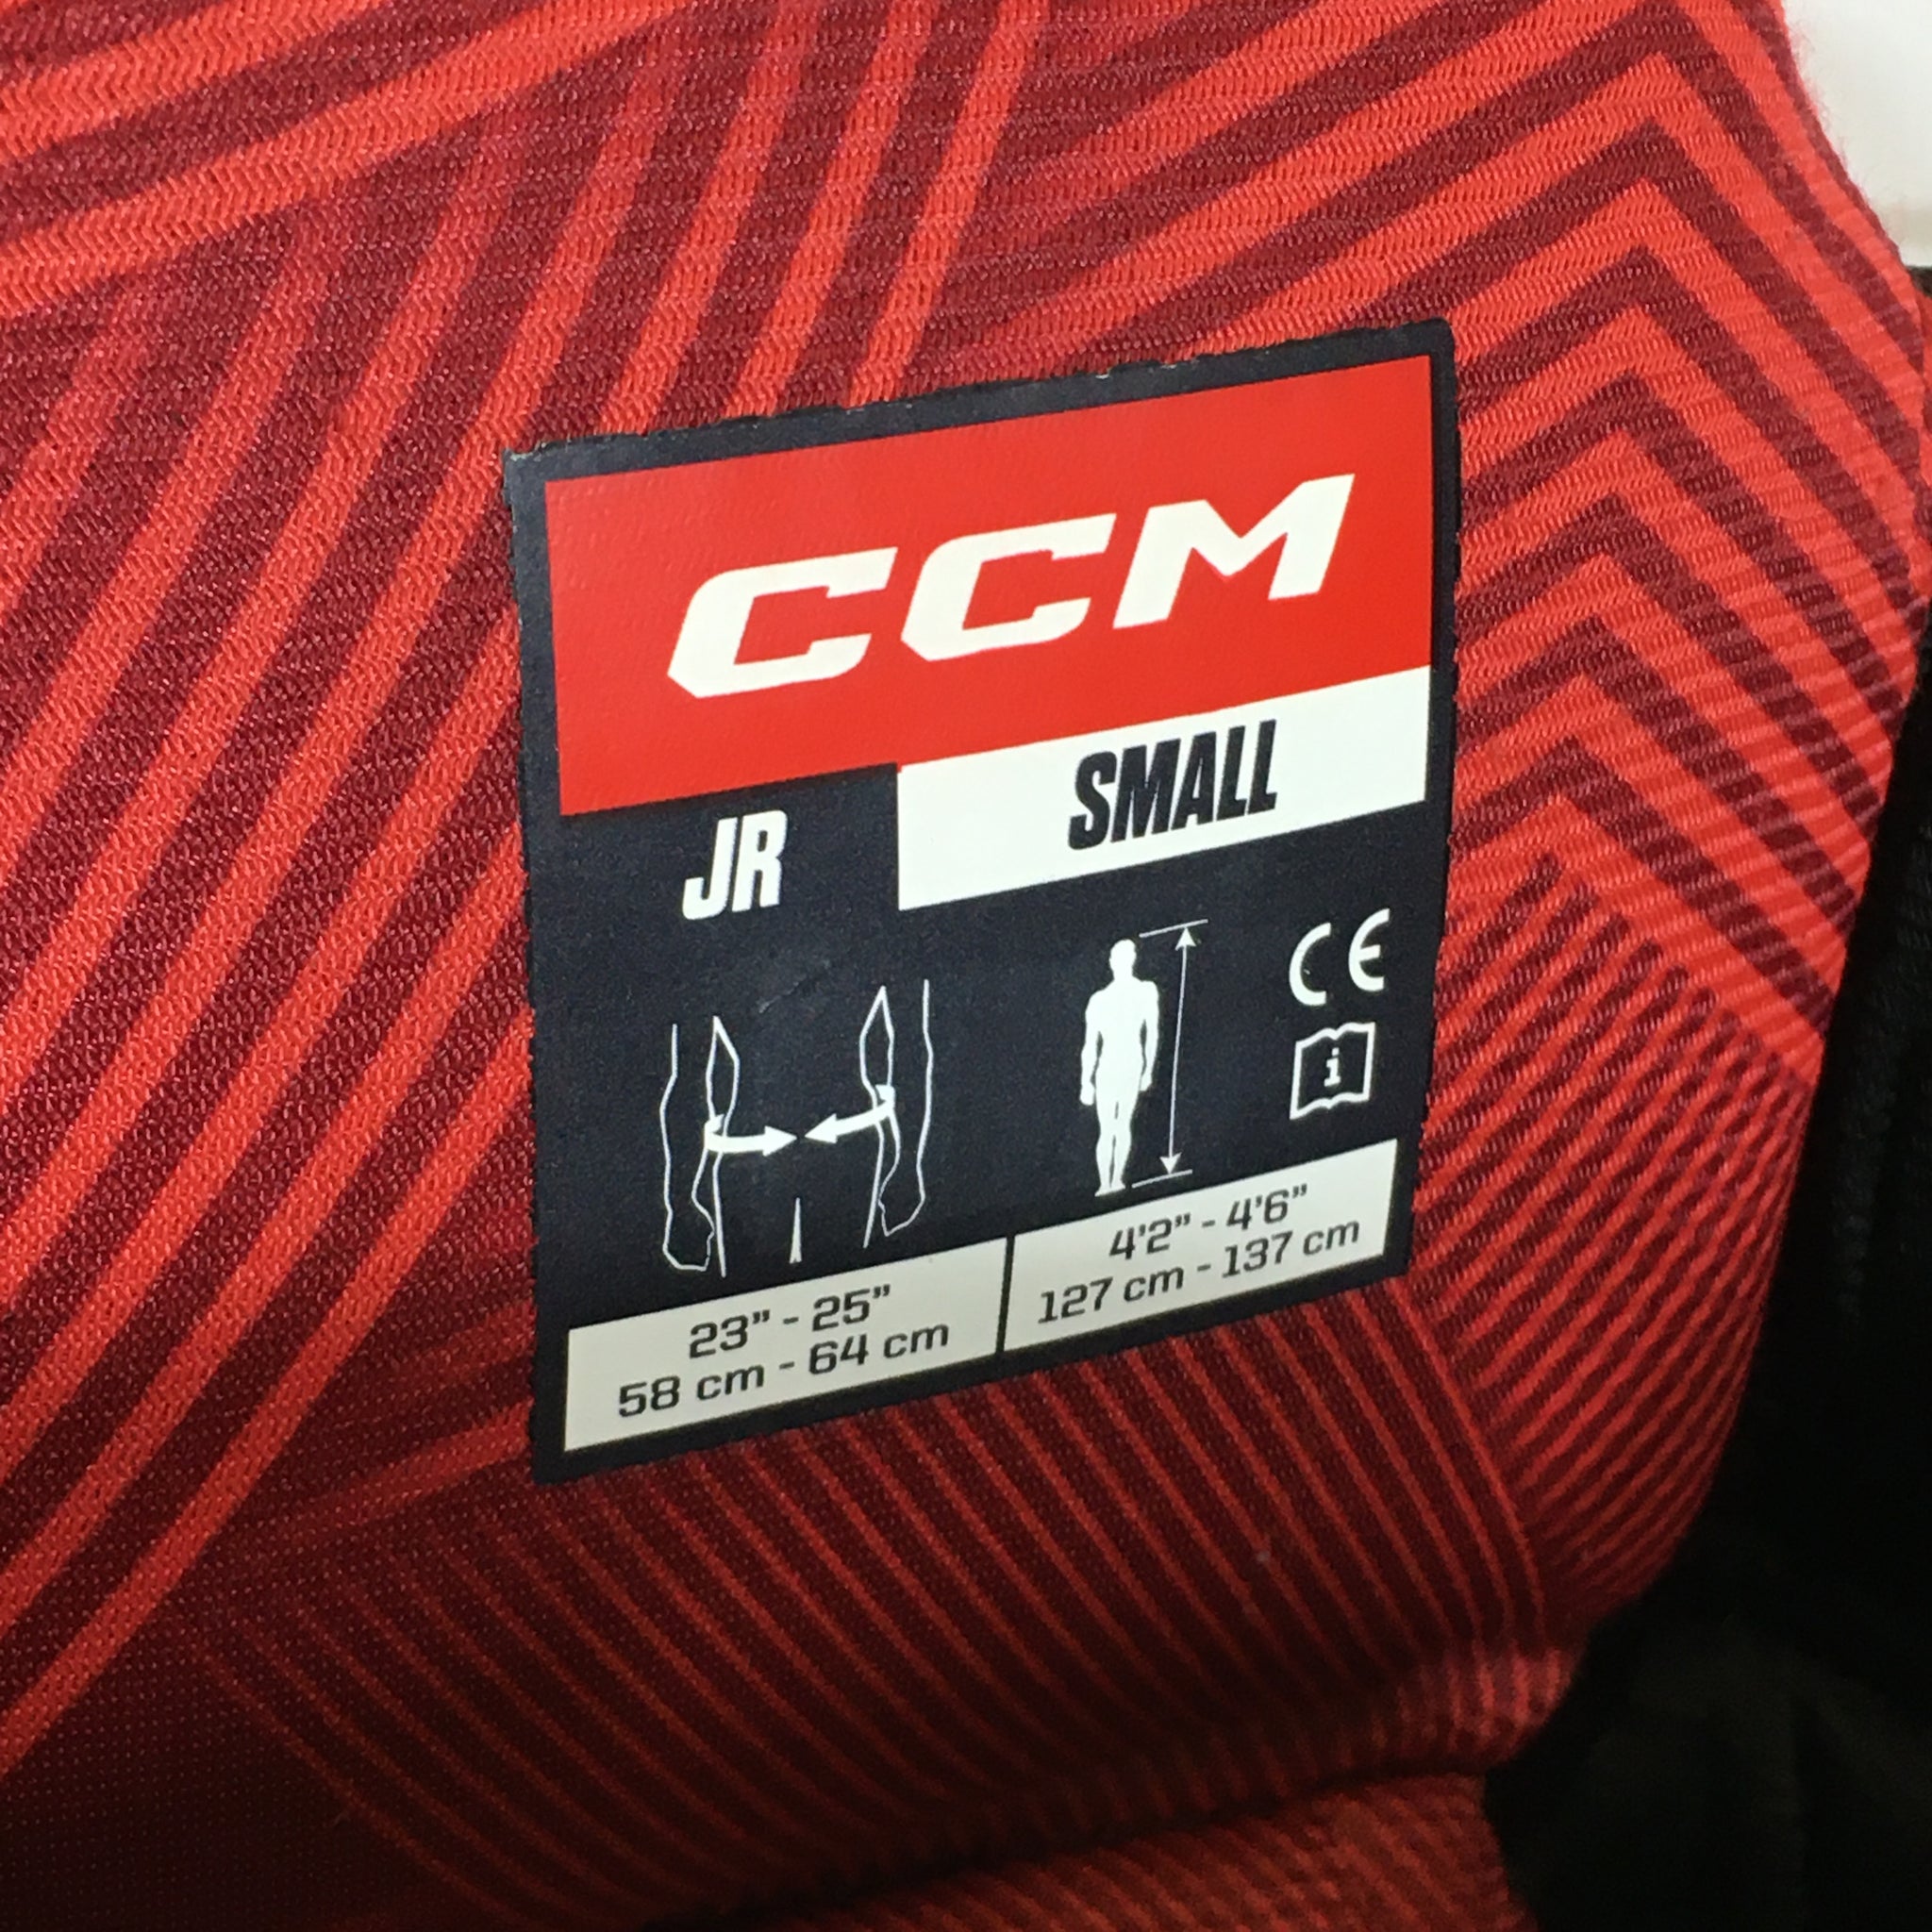 CCM
JR
SMALL
CE
i
23” - 25”
58 cm - 64 cm
4'2” - 4'6”
127 cm - 137 cm